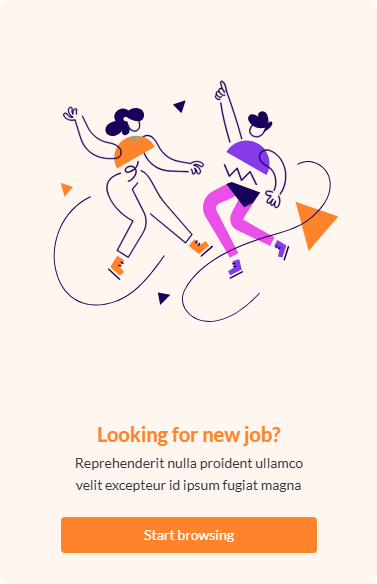 Looking for new job?
Reprehenderit nulla proident ullamco
velit excepteur id ipsum fugiat magna
Start browsing